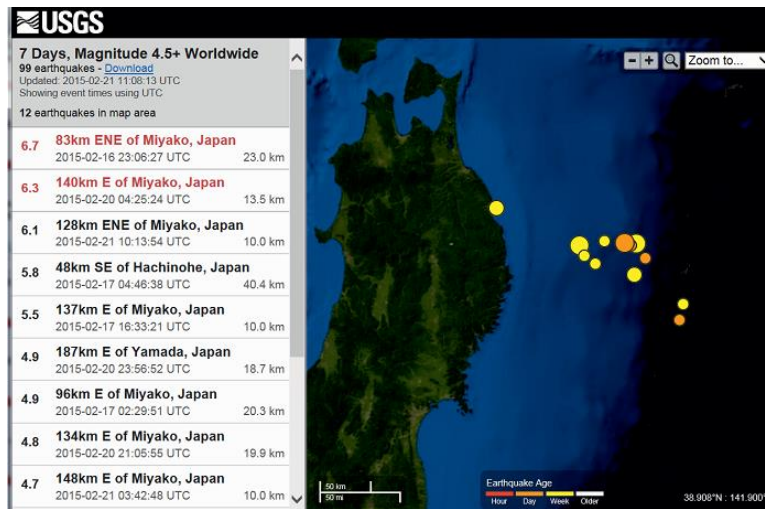 USGS
7 Days, Magnitude 4.5+ Worldwide
99 earthquakes - Download
Updated: 2015-02-21 11:08:13 UTC
Showing event times using UTC
12 earthquakes in map area
6.7 83km ENE of Miyako, Japan
2015-02-16 23:06:27 UTC 23.0 km
6.3 140km E of Miyako, Japan
2015-02-20 04:25:24 UTC 13.5 km
6.1 128km ENE of Miyako, Japan
2015-02-21 10:13:54 UTC 10.0 km
5.8 48km SE of Hachinohe, Japan
2015-02-17 04:46:38 UTC 40.4 km
5.5 137km E of Miyako, Japan
2015-02-17 16:33:21 UTC 10.0 km
4.9 187km E of Yamada, Japan
2015-02-20 23:56:52 UTC 18.7 km
4.9 96km E of Miyako, Japan
2015-02-17 02:29:51 UTC 20.3 km
4.8 134km E of Miyako, Japan
2015-02-20 21:05:55 UTC 19.9 km
4.7 148km E of Miyako, Japan
2015-02-21 03:42:48 UTC 10.0 km
- + Zoom to...
50 km
50 mi
Earthquake Age
Hour Day Week Older
38.908°N : 141.900°